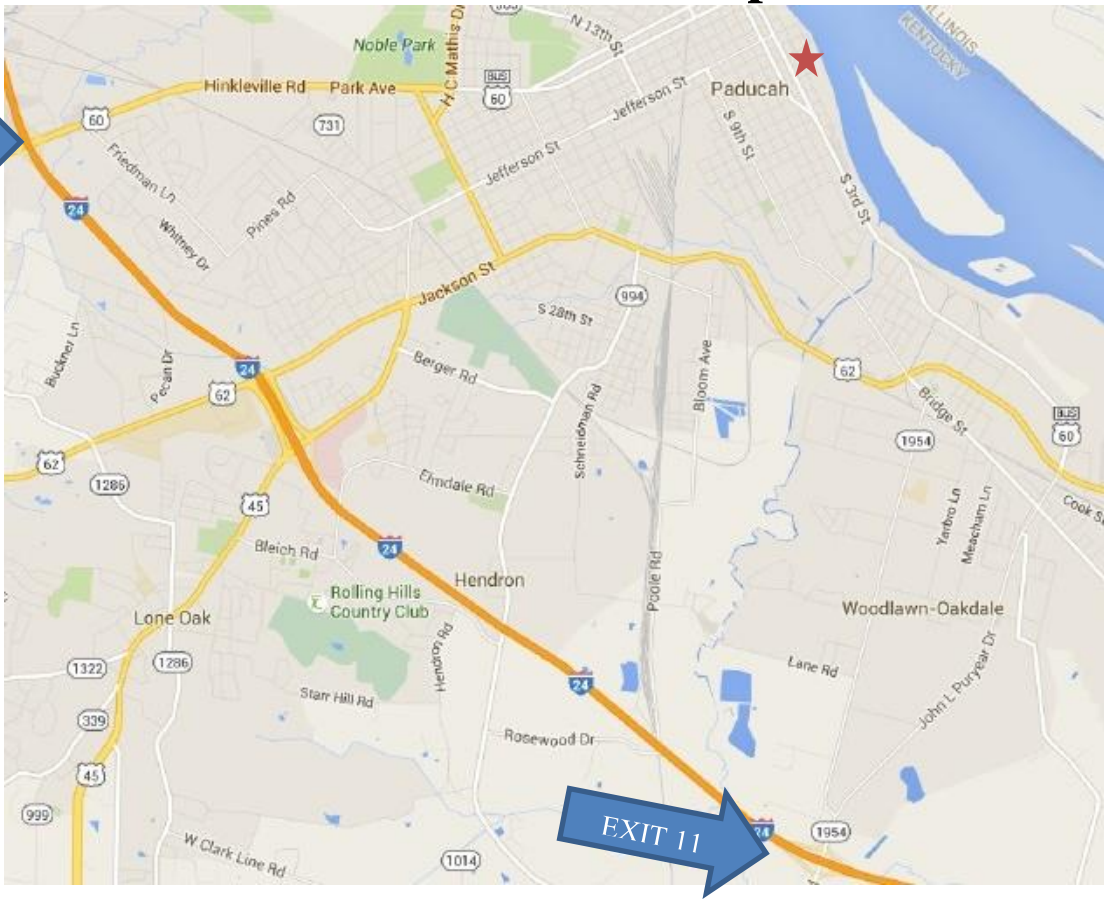 ILLINOIS
KENTUCKY
N 13th St
Noble Park
H C Mathis Dr
BUS
60
Hinkleville Rd
Park Ave
Paducah
Jefferson St
60
731
S 9th St
Friedman Ln
Jefferson St
S 3rd St
24
Pines Rd
Whitney Dr
Jackson St
994
S 28th St
Buckner Ln
Pecan Dr
24
Berger Rd
62
62
Bloom Ave
Bridge St
BUS
60
Schneidman Rd
1954
62
1286
Elmdale Rd
Yarbro Ln
Meacham Ln
Cook St
45
24
Bleich Rd
Hendron
Poole Rd
Rolling Hills
Country Club
Woodlawn-Oakdale
Lone Oak
Hendron Rd
Lane Rd
John L Puryear Dr
1322
1286
24
Starr Hill Rd
339
Rosewood Dr
45
999
EXIT 11
24
1954
W Clark Line Rd
1014